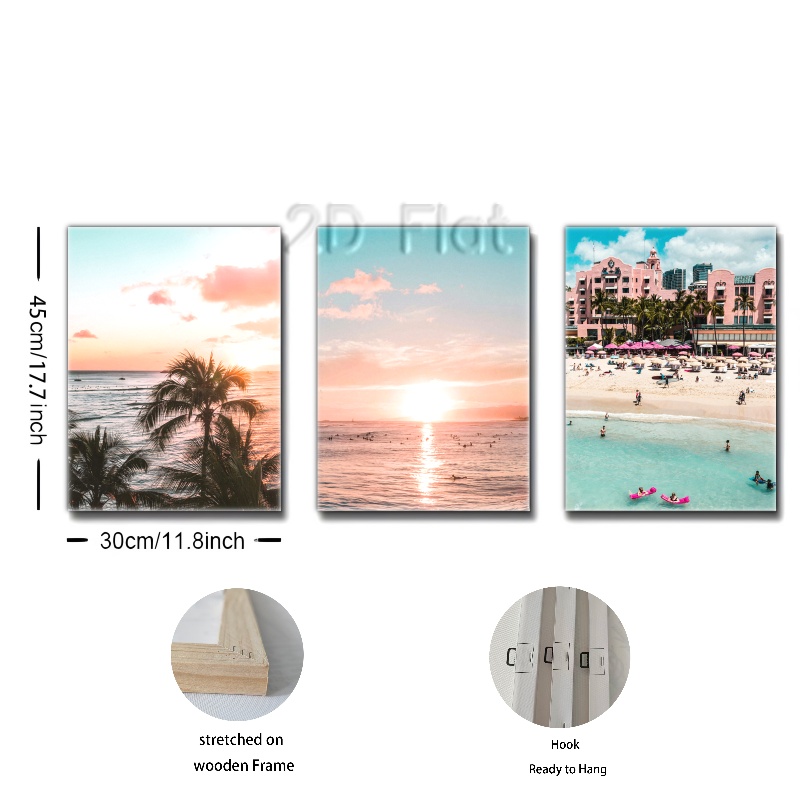 2D Flat
45cm/17.7inch
30cm/11.8inch
stretched on
wooden Frame
Hook
Ready to Hang